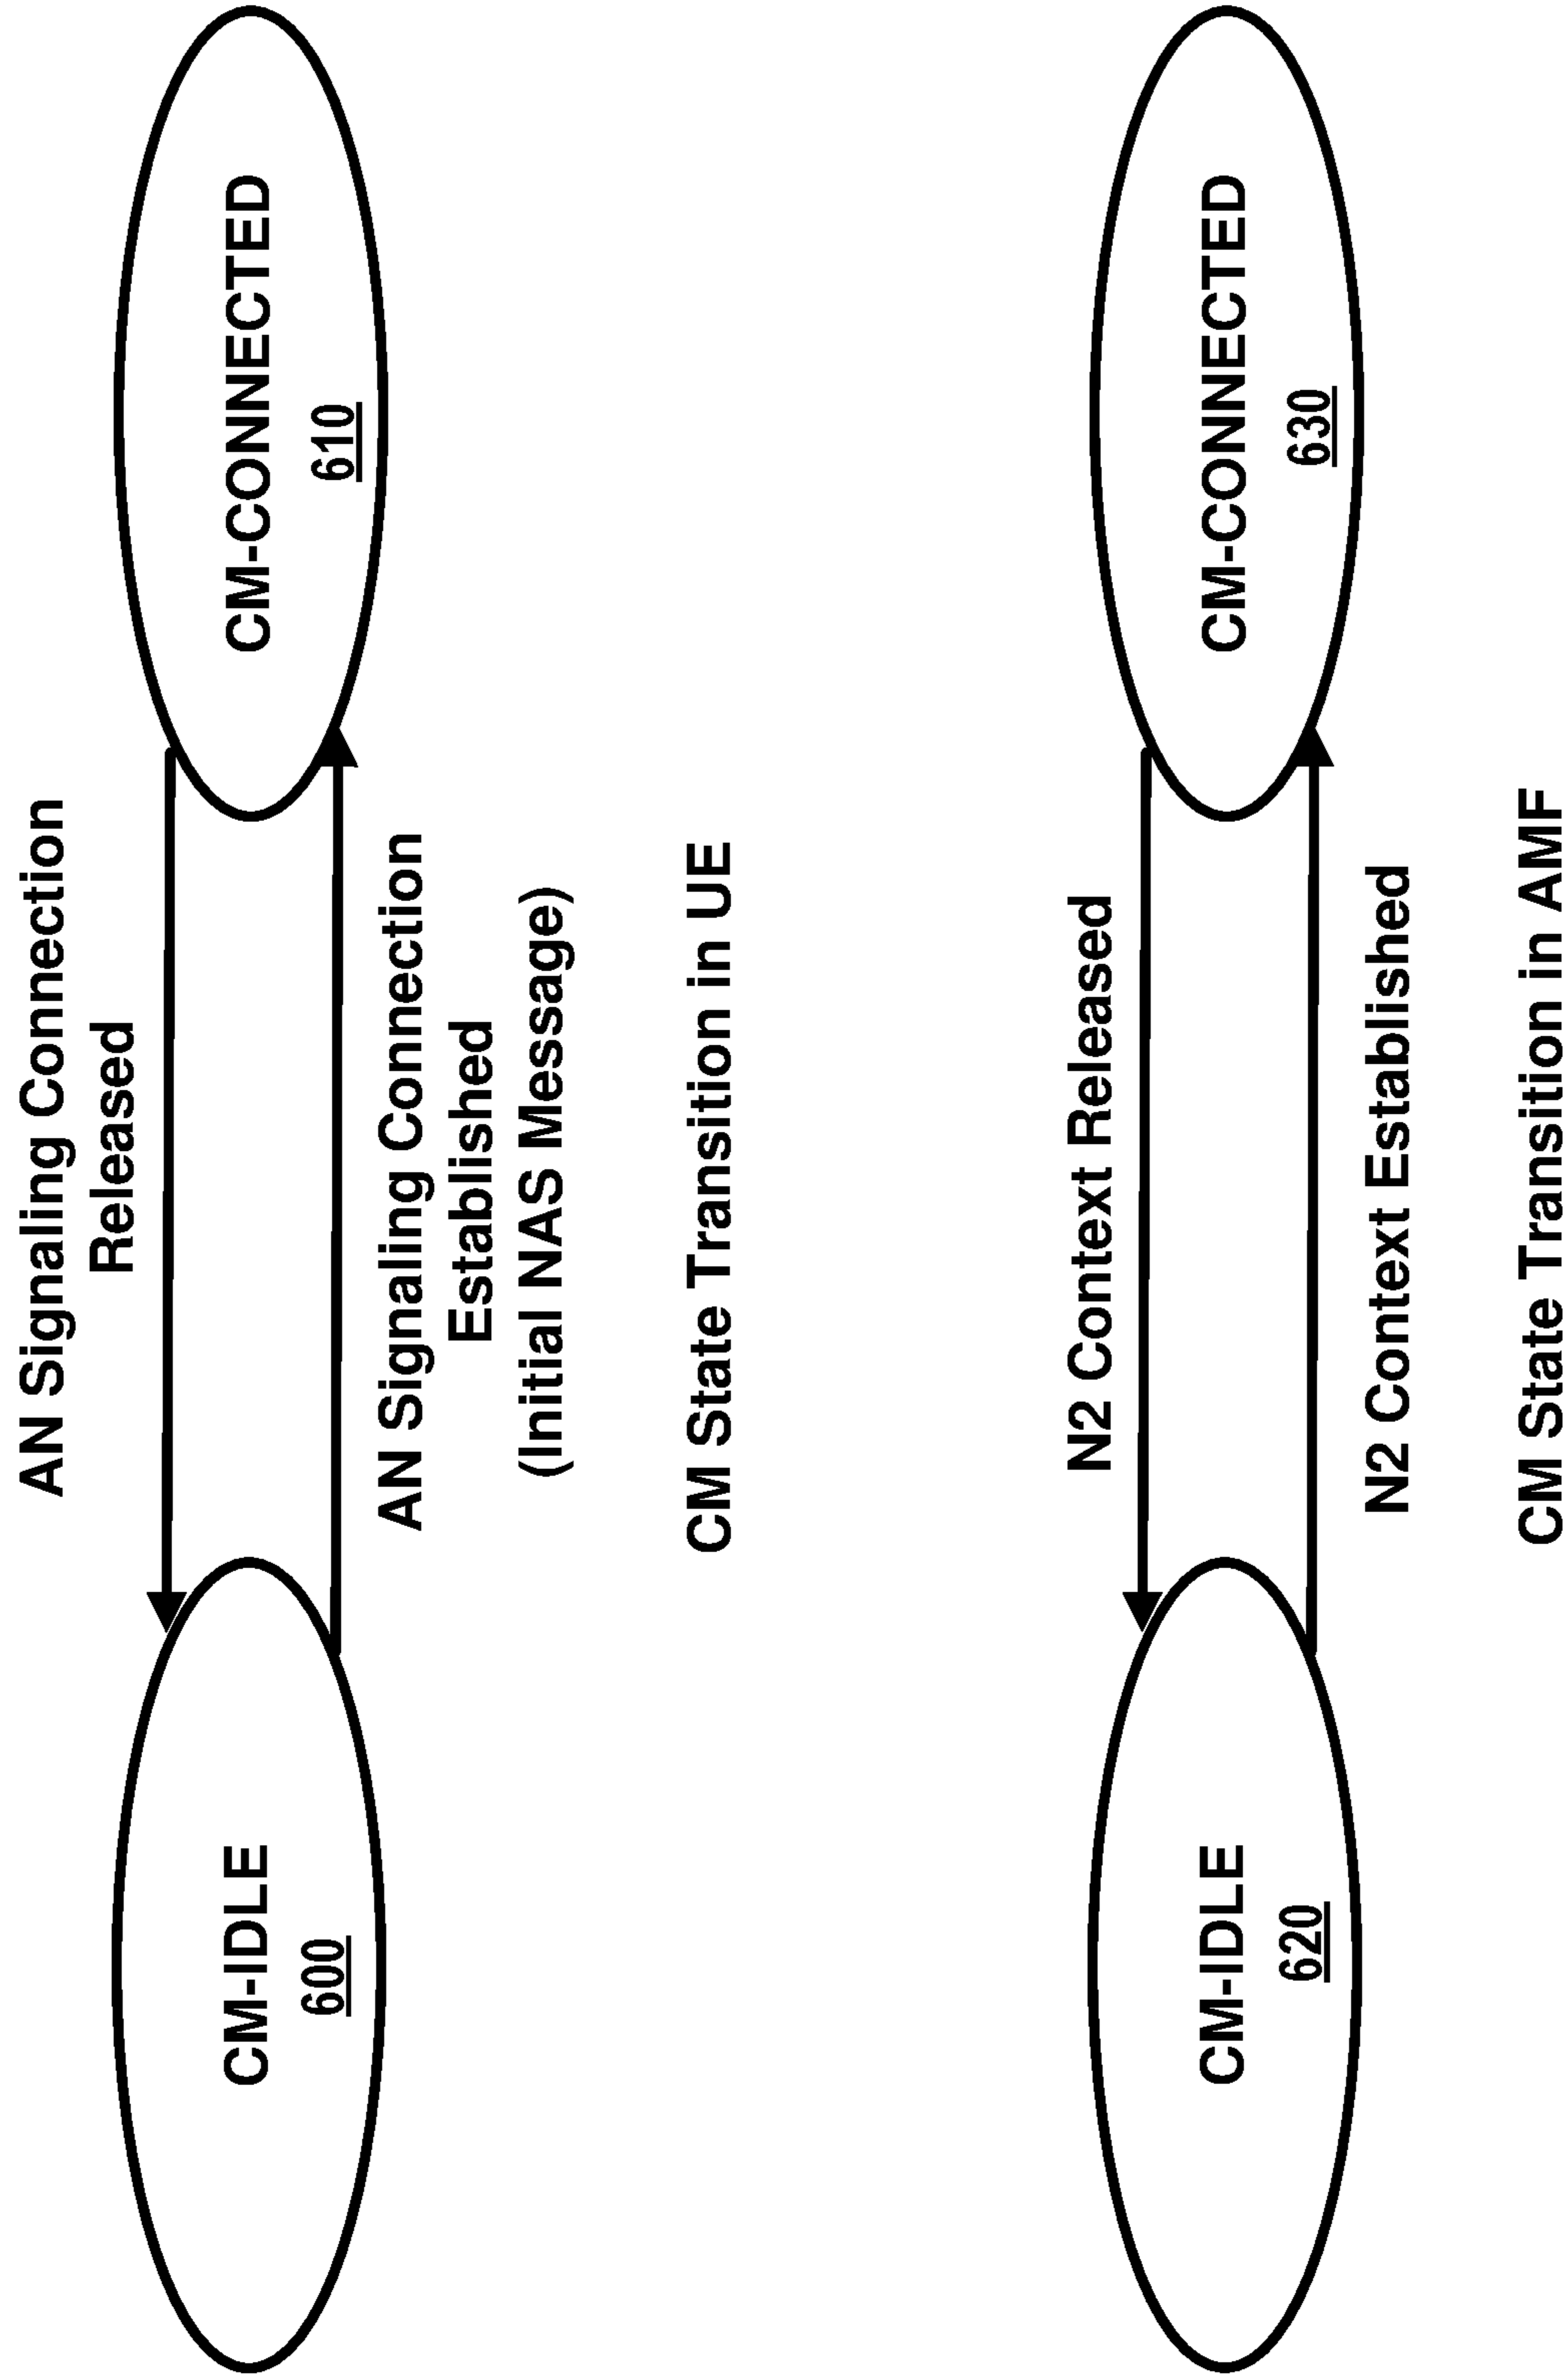 AN Signaling Connection
Released
CM-IDLE
600
CM-CONNECTED
610
AN Signaling Connection
Established
(Initial NAS Message)
CM State Transition in UE
N2 Context Released
CM-IDLE
620
CM-CONNECTED
630
N2 Context Established
CM State Transition in AMF